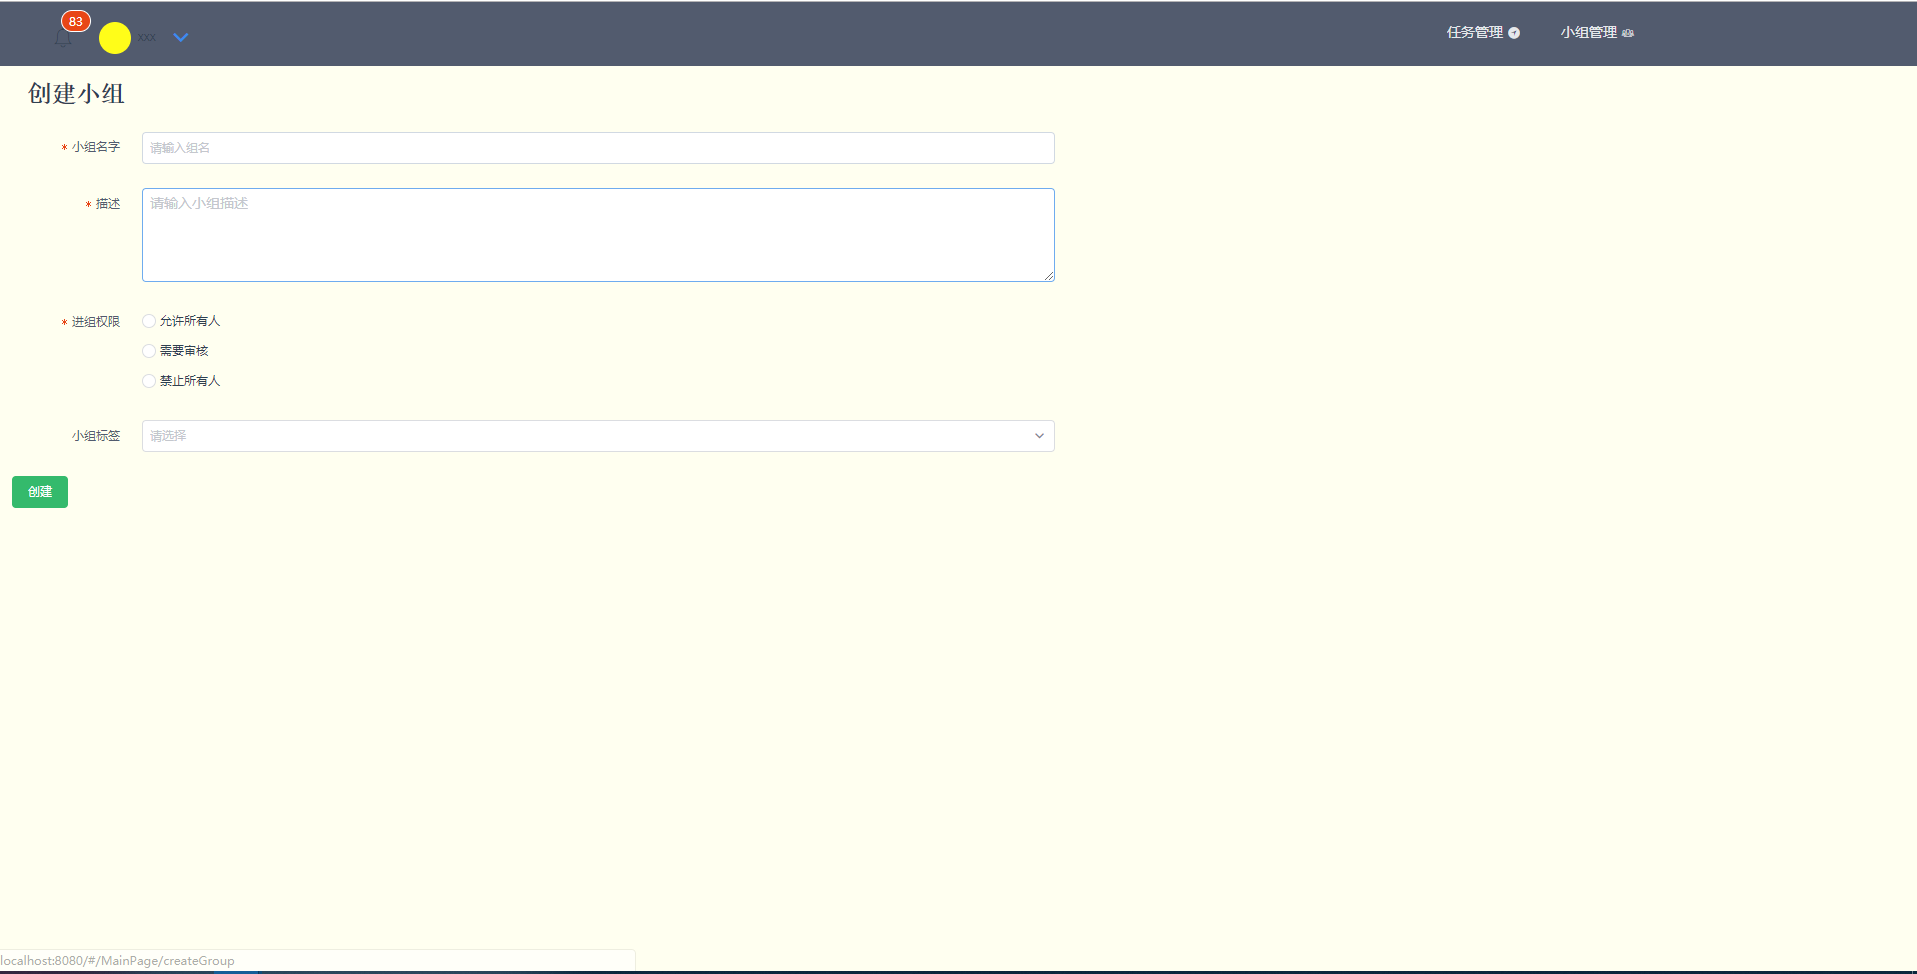 83
xxx
任务管理
小组管理
创建小组
* 小组名字
请输入组名
* 描述
请输入小组描述
* 进组权限
允许所有人
需要审核
禁止所有人
小组标签
请选择
创建
localhost:8080/#/MainPage/createGroup